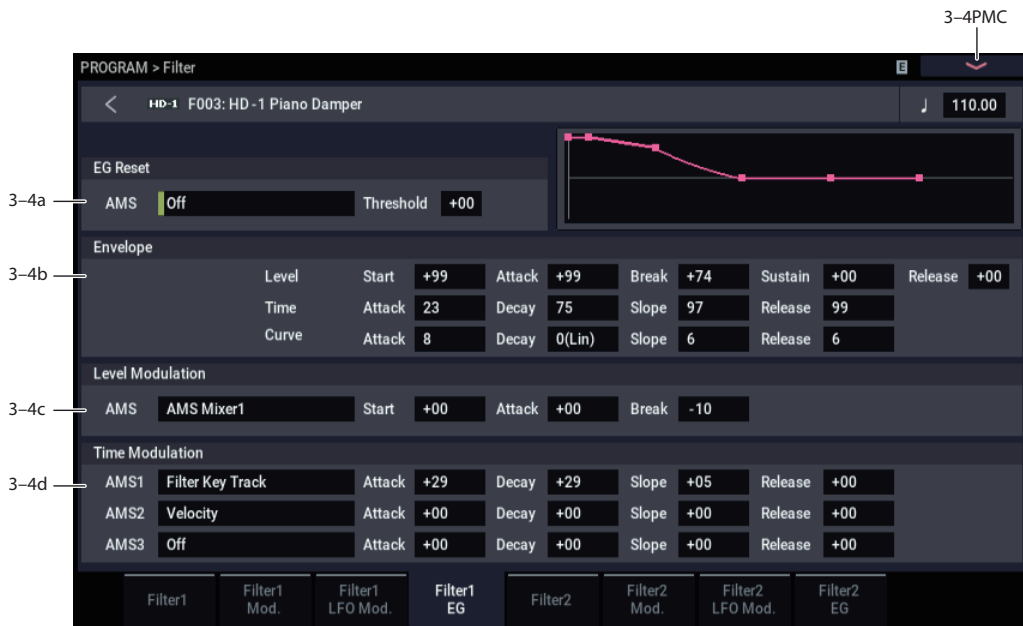 3–4PMC
PROGRAM > Filter E
HD-1 F003: HD-1 Piano Damper ♩ 110.00
EG Reset
3–4a AMS Off Threshold +00
Envelope
3–4b Level Start +99 Attack +99 Break +74 Sustain +00 Release +00
Time Attack 23 Decay 75 Slope 97 Release 99
Curve Attack 8 Decay 0(Lin) Slope 6 Release 6
Level Modulation
3–4c AMS AMS Mixer1 Start +00 Attack +00 Break -10
Time Modulation
3–4d AMS1 Filter Key Track Attack +29 Decay +29 Slope +05 Release +00
AMS2 Velocity Attack +00 Decay +00 Slope +00 Release +00
AMS3 Off Attack +00 Decay +00 Slope +00 Release +00
Filter1 Filter1 Mod. Filter1 LFO Mod. Filter1 EG Filter2 Filter2 Mod. Filter2 LFO Mod. Filter2 EG